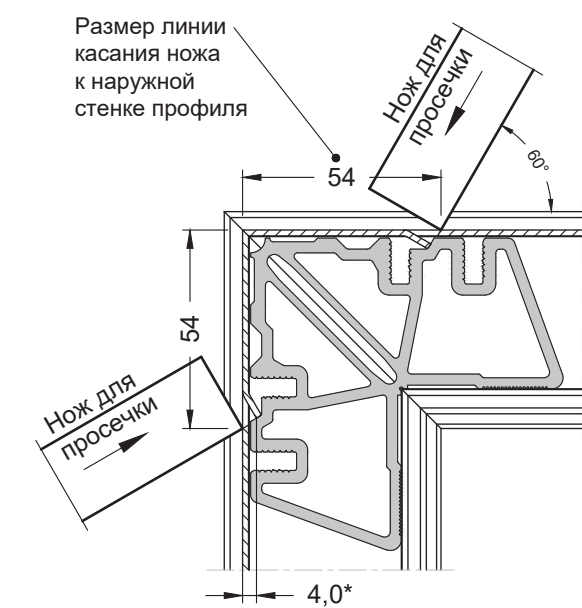 Размер линии
касания ножа
к наружной
стенке профиля
Нож для
просечки
60°
54
54
Нож для
просечки
4,0*